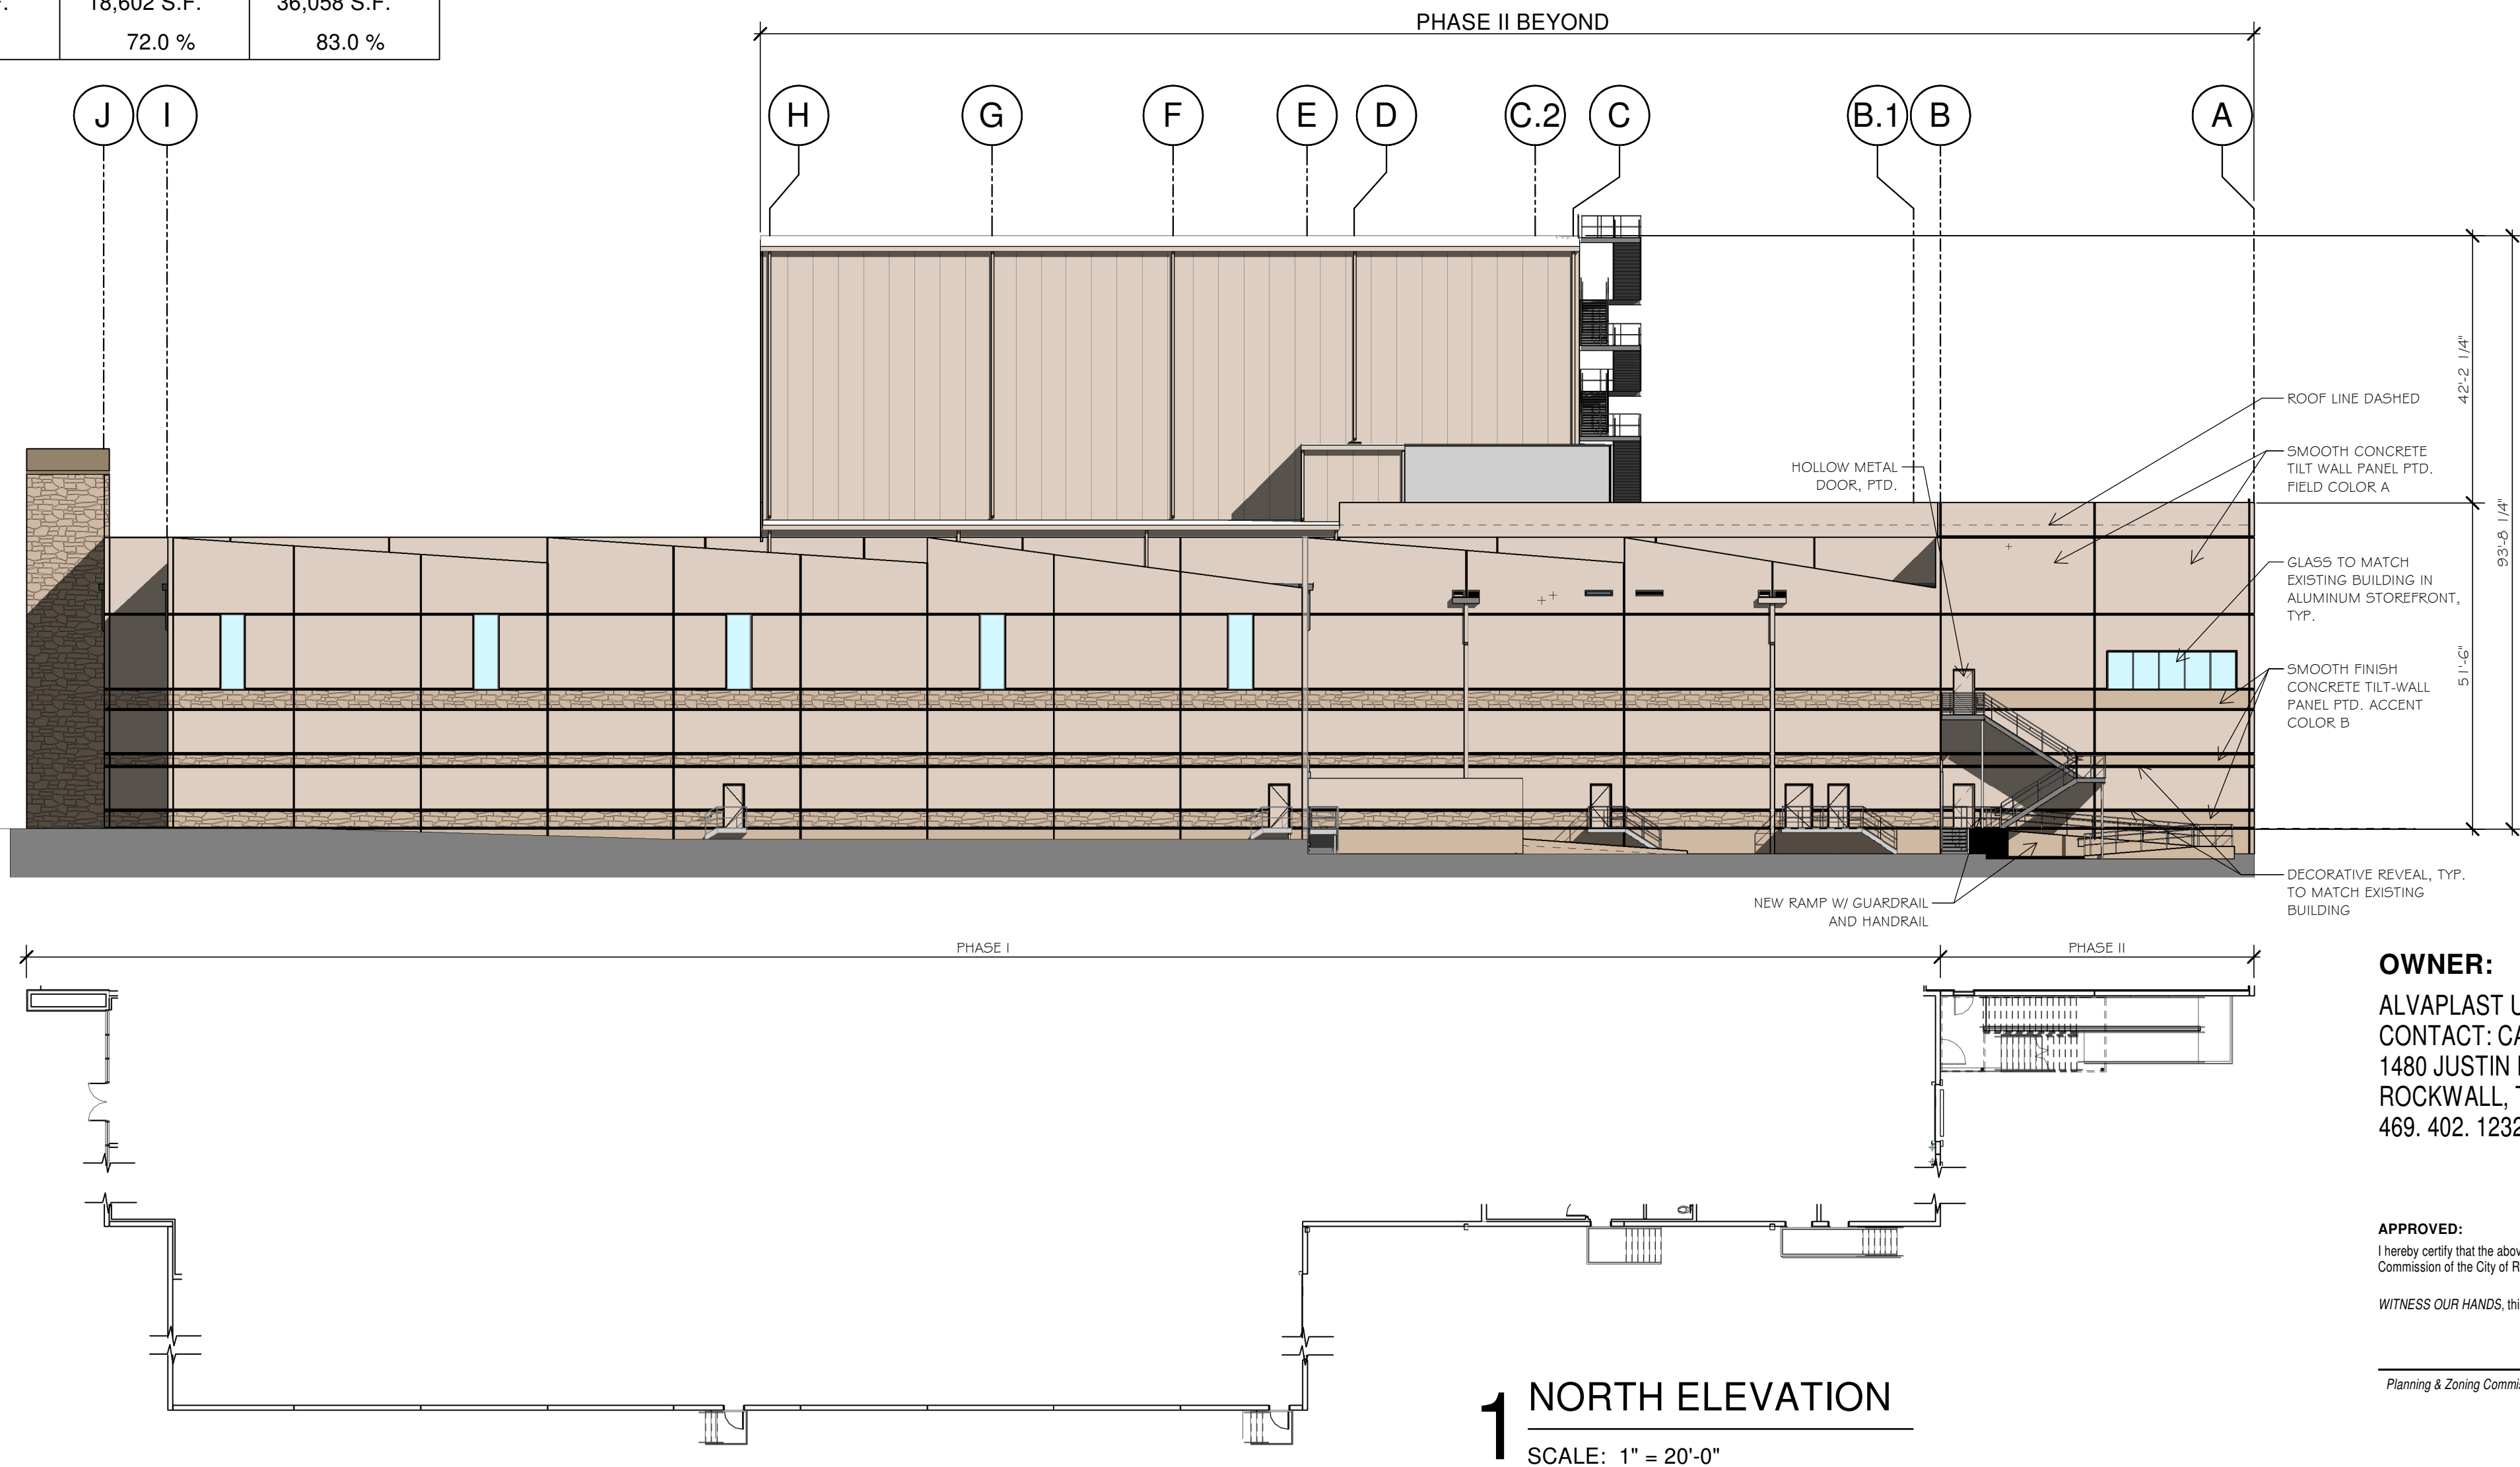 18,602 S.F.
36,058 S.F.
72.0 %
83.0 %
PHASE II BEYOND
J
I
H
G
F
E
D
C.2
C
B.1
B
A
42'-2 1/4"
93'-8 1/4"
51'-6"
ROOF LINE DASHED
SMOOTH CONCRETE
TILT WALL PANEL PTD.
FIELD COLOR A
HOLLOW METAL
DOOR, PTD.
GLASS TO MATCH
EXISTING BUILDING IN
ALUMINUM STOREFRONT,
TYP.
SMOOTH FINISH
CONCRETE TILT-WALL
PANEL PTD. ACCENT
COLOR B
DECORATIVE REVEAL, TYP.
TO MATCH EXISTING
BUILDING
NEW RAMP W/ GUARDRAIL
AND HANDRAIL
PHASE I
PHASE II
OWNER:
ALVAPLAST U
CONTACT: CA
1480 JUSTIN
ROCKWALL,
469. 402. 1232
APPROVED:
I hereby certify that the abov
Commission of the City of R
WITNESS OUR HANDS, thi
Planning & Zoning Commi
1
NORTH ELEVATION
SCALE: 1" = 20'-0"